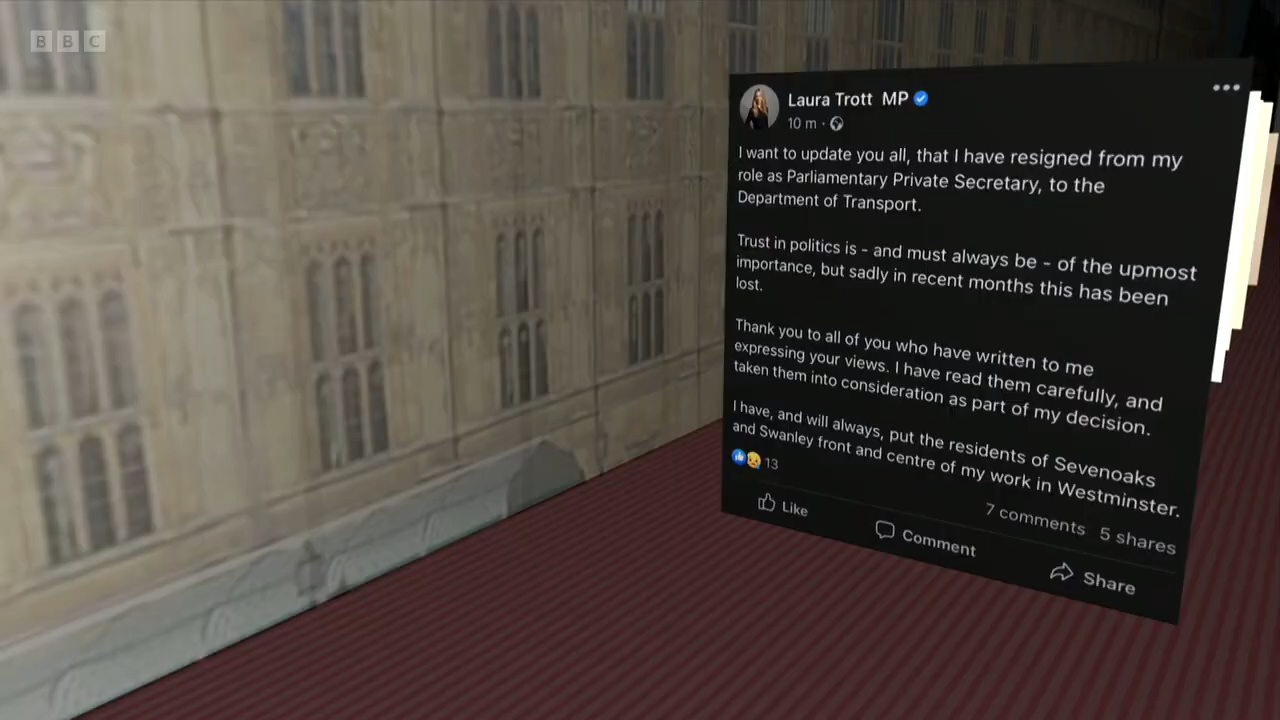 BBC
Laura Trott MP
10 m ·
I want to update you all, that I have resigned from my
role as Parliamentary Private Secretary, to the
Department of Transport.
Trust in politics is - and must always be - of the upmost
importance, but sadly in recent months this has been
lost.
Thank you to all of you who have written to me
expressing your views. I have read them carefully, and
taken them into consideration as part of my decision.
I have, and will always, put the residents of Sevenoaks
and Swanley front and centre of my work in Westminster.
13
7 comments 5 shares
Like
Comment
Share